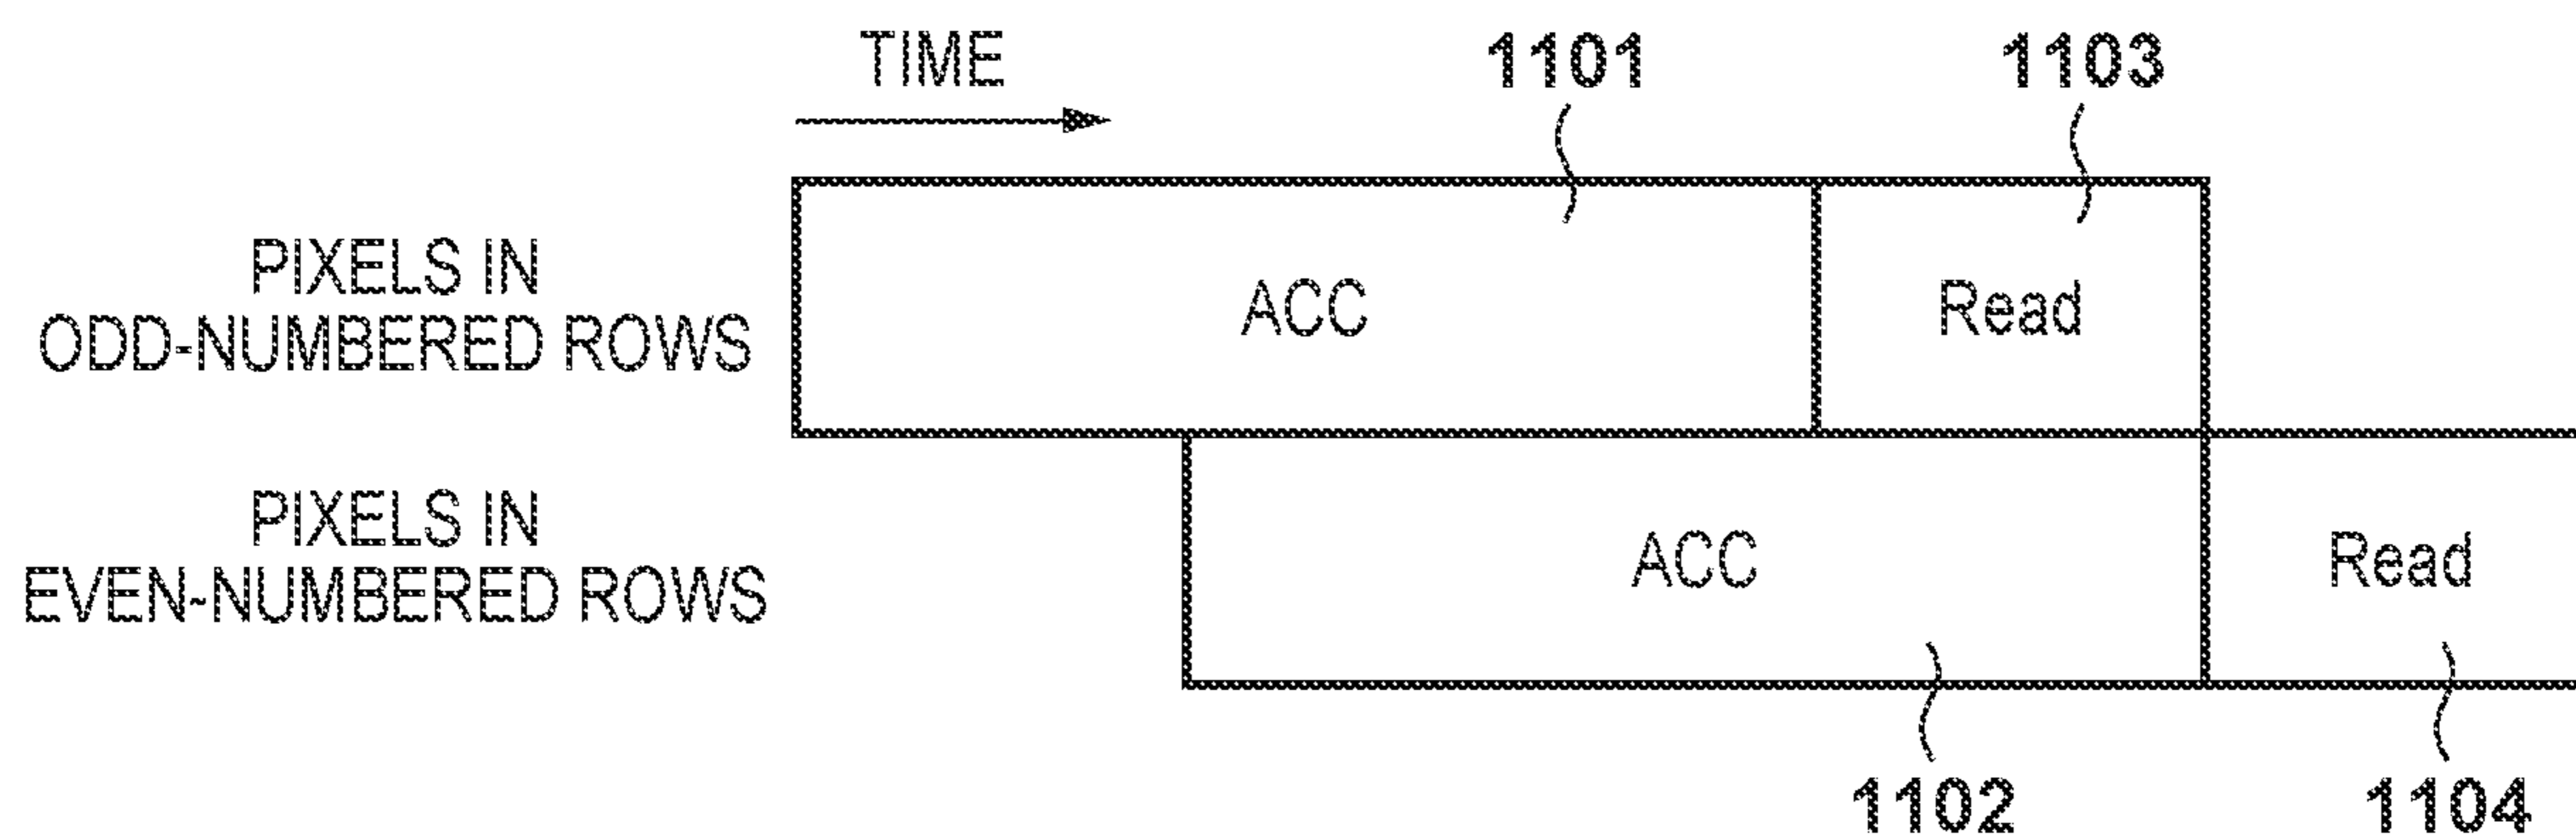 TIME
1101
1103
PIXELS IN
ODD-NUMBERED ROWS
ACC
Read
PIXELS IN
EVEN-NUMBERED ROWS
ACC
Read
1102
1104